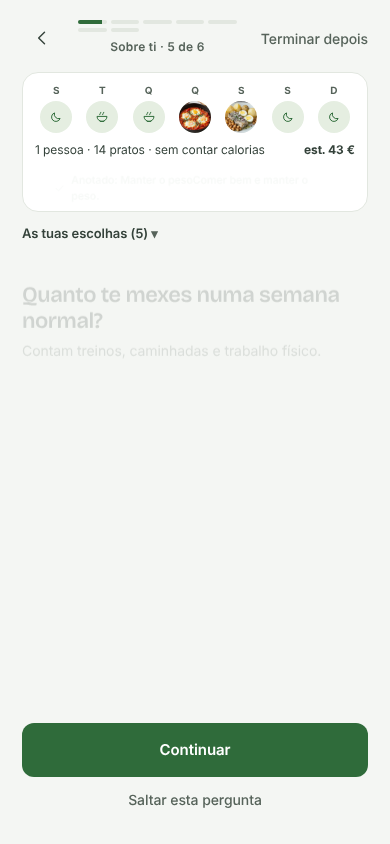 Sobre ti · 5 de 6
Terminar depois
S T Q Q S S D
1 pessoa · 14 pratos · sem contar calorias est. 43 €
As tuas escolhas (5) ▾
Quanto te mexes numa semana
normal?
Contam treinos, caminhadas e trabalho físico.
Continuar
Saltar esta pergunta